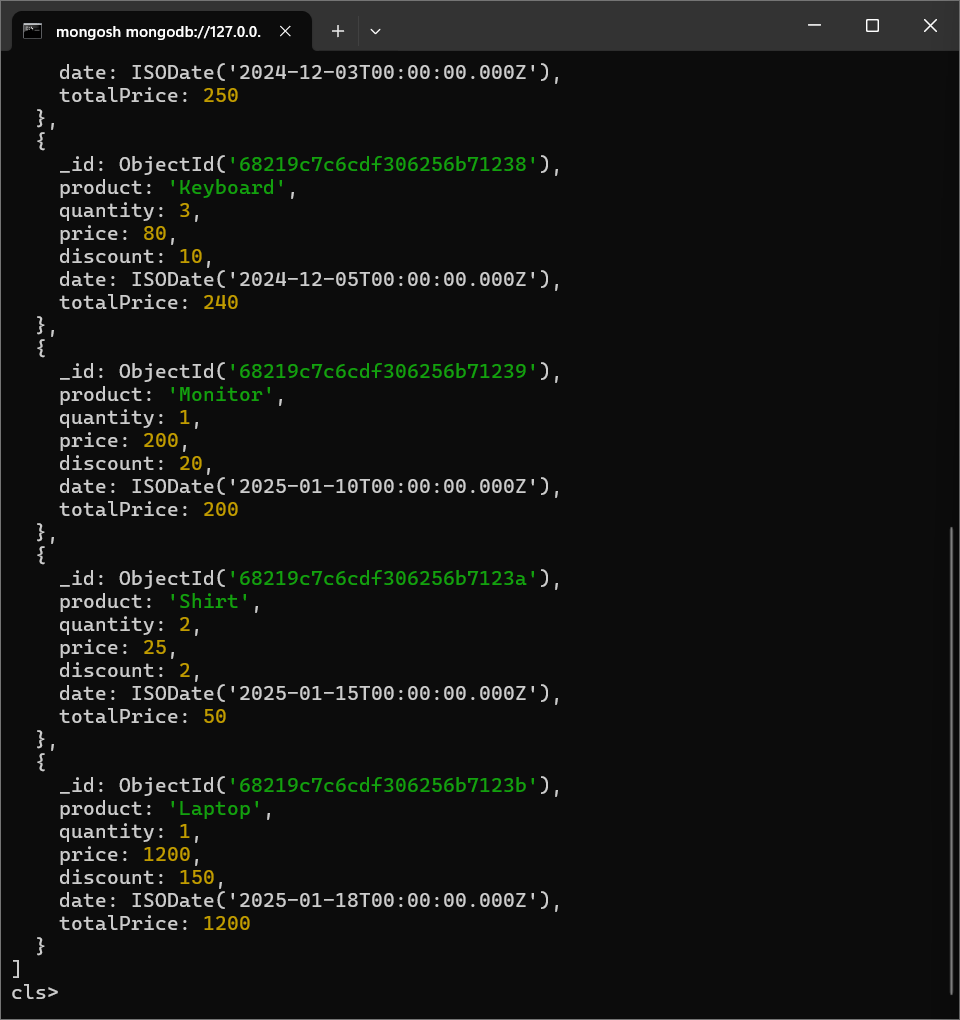 mongosh mongodb://127.0.0.
    date: ISODate('2024-12-03T00:00:00.000Z'),
    totalPrice: 250
  },
  {
    _id: ObjectId('68219c7c6cdf306256b71238'),
    product: 'Keyboard',
    quantity: 3,
    price: 80,
    discount: 10,
    date: ISODate('2024-12-05T00:00:00.000Z'),
    totalPrice: 240
  },
  {
    _id: ObjectId('68219c7c6cdf306256b71239'),
    product: 'Monitor',
    quantity: 1,
    price: 200,
    discount: 20,
    date: ISODate('2025-01-10T00:00:00.000Z'),
    totalPrice: 200
  },
  {
    _id: ObjectId('68219c7c6cdf306256b7123a'),
    product: 'Shirt',
    quantity: 2,
    price: 25,
    discount: 2,
    date: ISODate('2025-01-15T00:00:00.000Z'),
    totalPrice: 50
  },
  {
    _id: ObjectId('68219c7c6cdf306256b7123b'),
    product: 'Laptop',
    quantity: 1,
    price: 1200,
    discount: 150,
    date: ISODate('2025-01-18T00:00:00.000Z'),
    totalPrice: 1200
  }
]
cls>